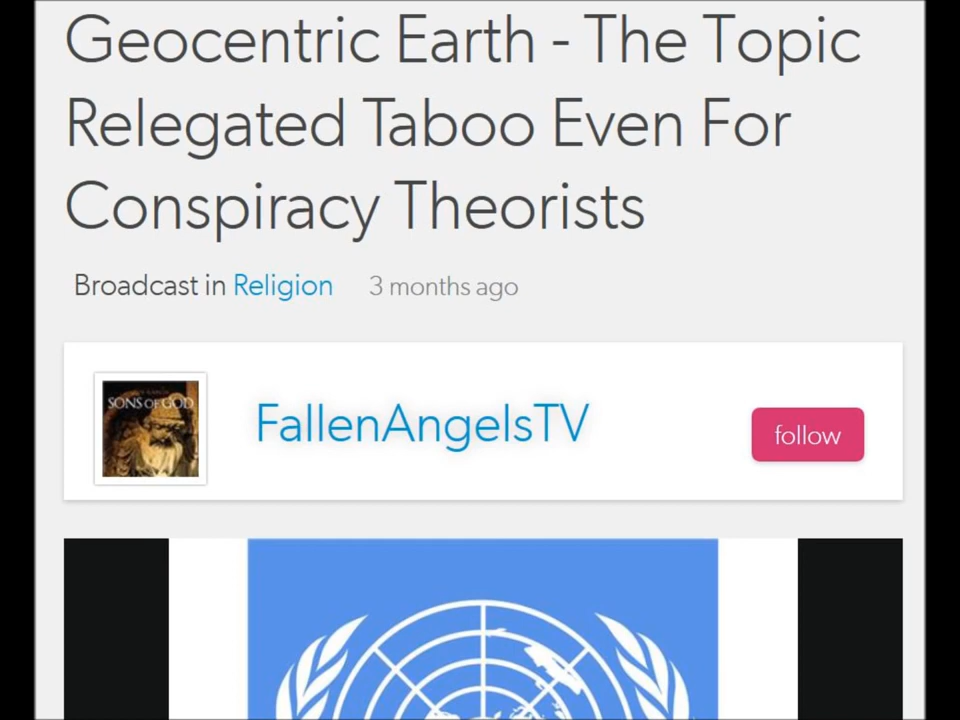 Geocentric Earth - The Topic
Relegated Taboo Even For
Conspiracy Theorists
Broadcast in Religion 3 months ago
SONS OF GOD
FallenAngelsTV
follow